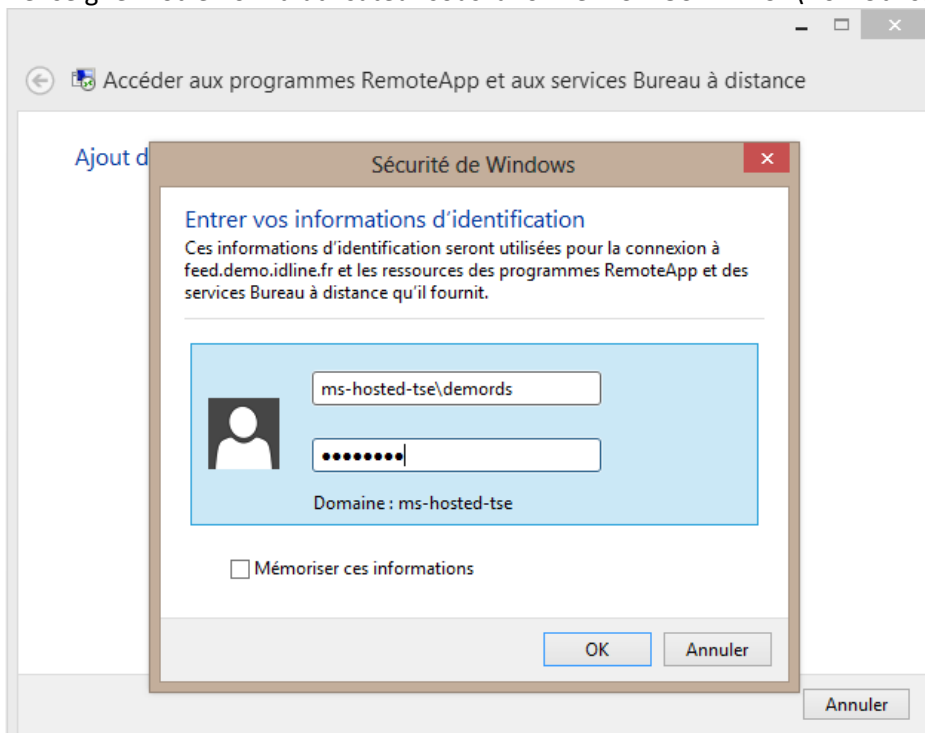 Accéder aux programmes RemoteApp et aux services Bureau à distance
Ajout d
Sécurité de Windows
Entrer vos informations d'identification
Ces informations d'identification seront utilisées pour la connexion à
feed.demo.idline.fr et les ressources des programmes RemoteApp et des
services Bureau à distance qu'il fournit.
ms-hosted-tse\demords
••••••••
Domaine : ms-hosted-tse
Mémoriser ces informations
OK Annuler
Annuler